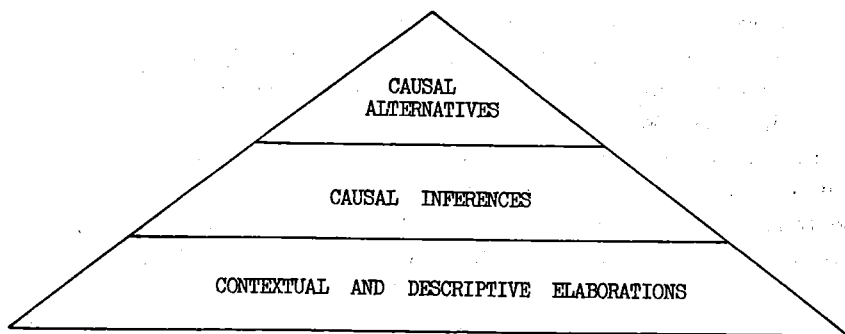 CAUSAL
ALTERNATIVES
CAUSAL INFERENCES
CONTEXTUAL AND DESCRIPTIVE ELABORATIONS